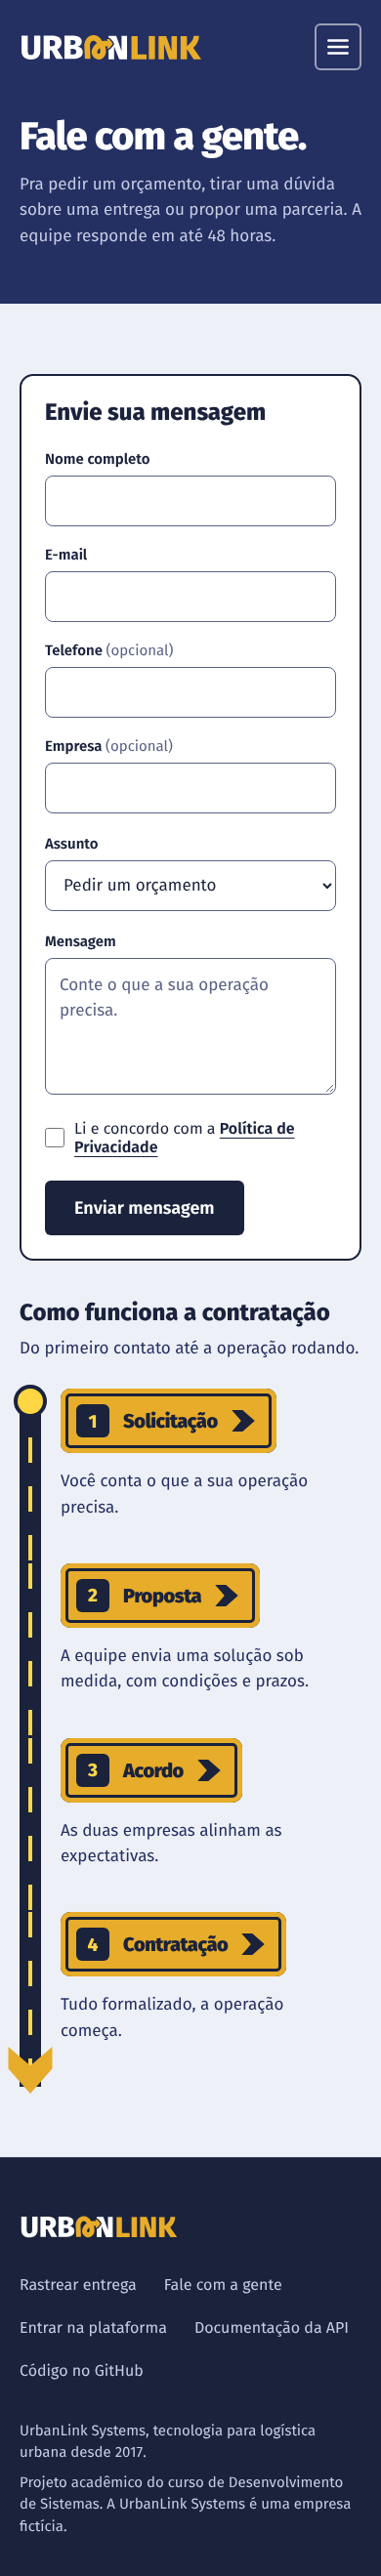 URBANLINK
Fale com a gente.
Pra pedir um orçamento, tirar uma dúvida
sobre uma entrega ou propor uma parceria. A
equipe responde em até 48 horas.
Envie sua mensagem
Nome completo
E-mail
Telefone (opcional)
Empresa (opcional)
Assunto
Pedir um orçamento
Mensagem
Conte o que a sua operação
precisa.
Li e concordo com a Política de
Privacidade
Enviar mensagem
Como funciona a contratação
Do primeiro contato até a operação rodando.
1 Solicitação
Você conta o que a sua operação
precisa.
2 Proposta
A equipe envia uma solução sob
medida, com condições e prazos.
3 Acordo
As duas empresas alinham as
expectativas.
4 Contratação
Tudo formalizado, a operação
começa.
URBANLINK
Rastrear entrega Fale com a gente
Entrar na plataforma Documentação da API
Código no GitHub
UrbanLink Systems, tecnologia para logística
urbana desde 2017.
Projeto acadêmico do curso de Desenvolvimento
de Sistemas. A UrbanLink Systems é uma empresa
fictícia.